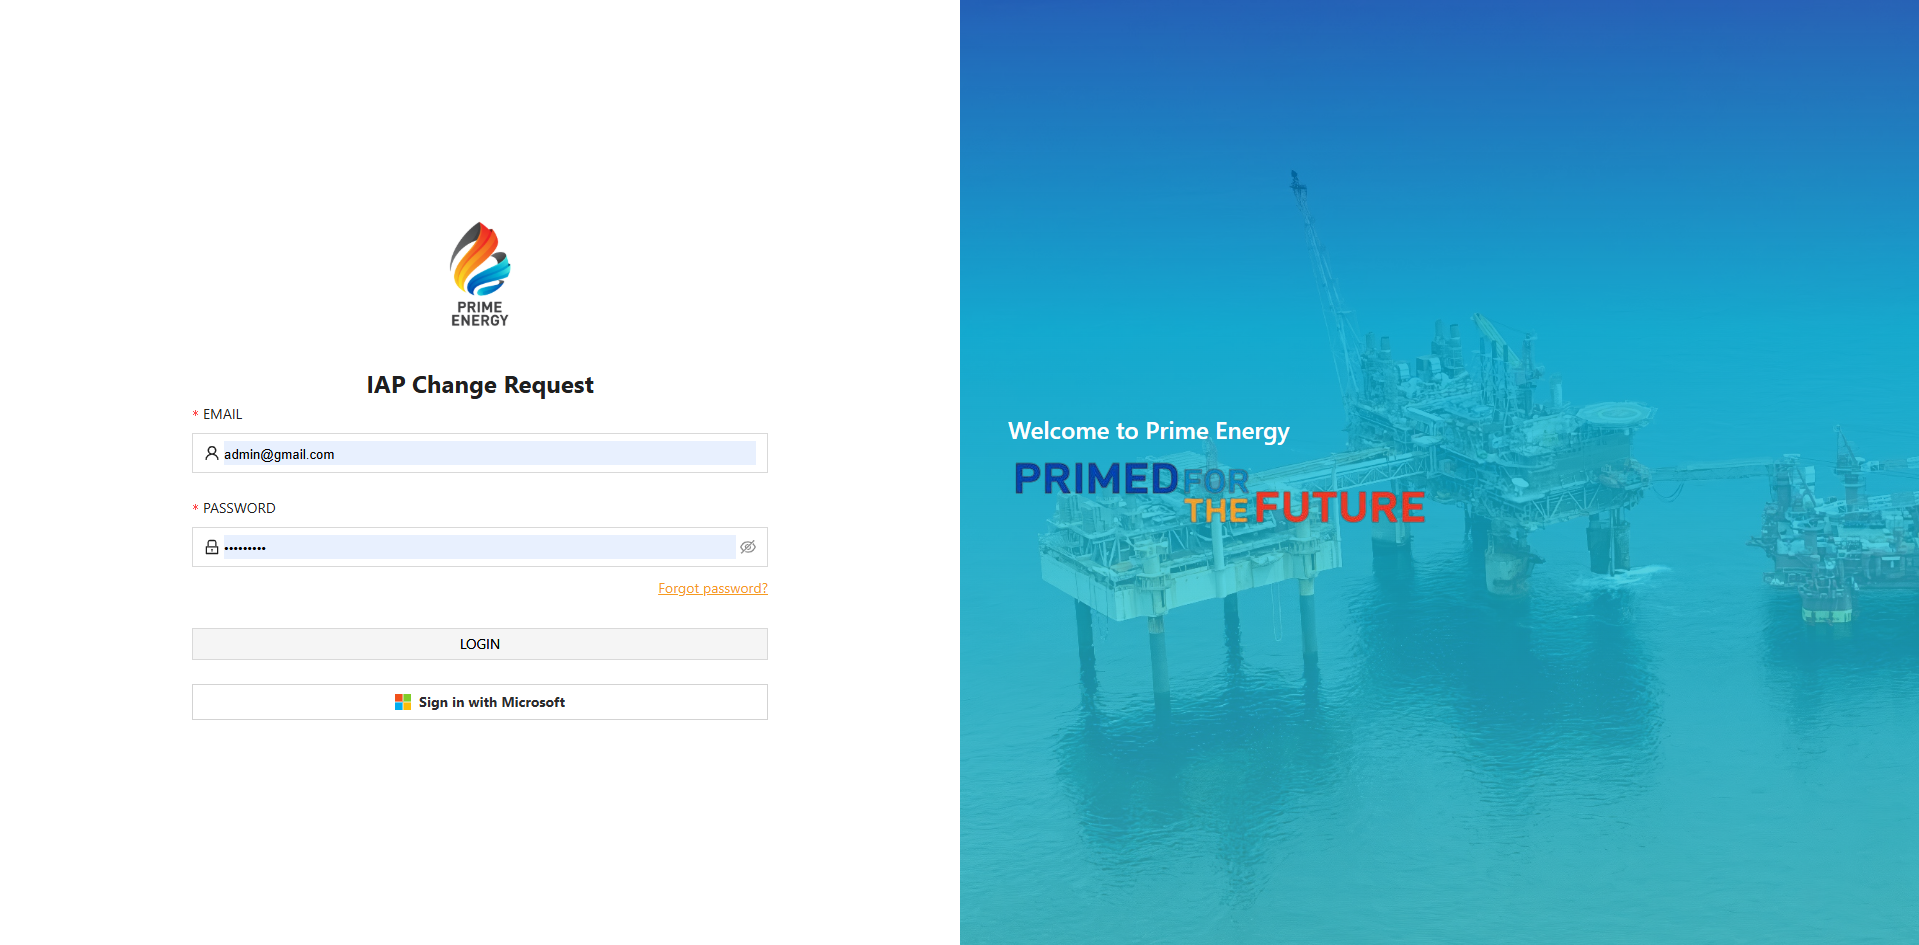 PRIME
ENERGY
IAP Change Request
* EMAIL
admin@gmail.com
* PASSWORD
•••••••••
Forgot password?
LOGIN
Sign in with Microsoft
Welcome to Prime Energy
PRIMED FOR
THE FUTURE